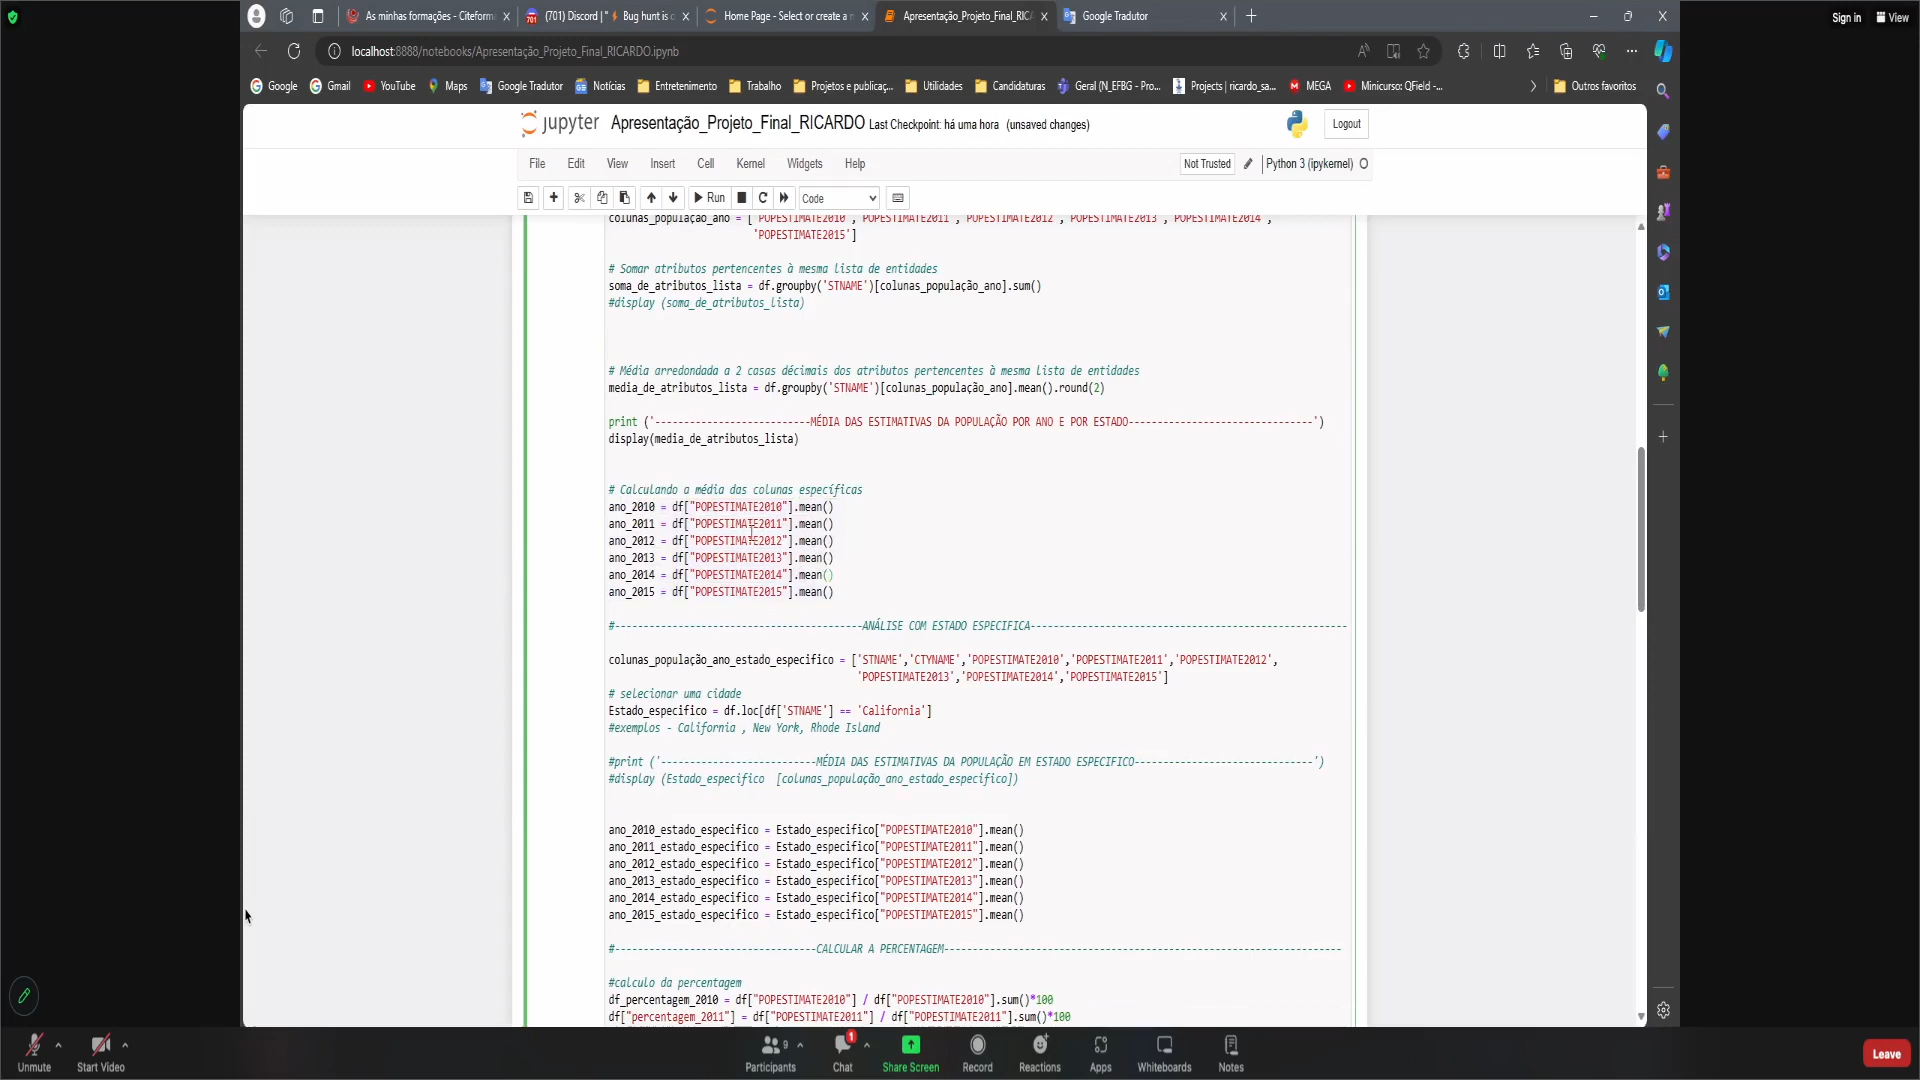 Sign in View
As minhas formações - Citeform (701) Discord | " Bug hunt is Home Page - Select or create a n Apresentação_Projeto_Final_RIC Google Tradutor
localhost:8888/notebooks/Apresentação_Projeto_Final_RICARDO.ipynb
Google Gmail YouTube Maps Google Tradutor Notícias Entretenimento Trabalho Projetos e publicaç... Utilidades Candidaturas Geral (N_EFBG - Pro... Projects | ricardo_sa... MEGA Minicurso: QField -... Outros favoritos
jupyter Apresentação_Projeto_Final_RICARDO Last Checkpoint: há uma hora (unsaved changes) Logout
File Edit View Insert Cell Kernel Widgets Help Not Trusted Python 3 (ipykernel)
Run Code
colunas_população_ano = ['POPESTIMATE2010','POPESTIMATE2011','POPESTIMATE2012','POPESTIMATE2013','POPESTIMATE2014',
'POPESTIMATE2015']
# Somar atributos pertencentes à mesma lista de entidades
soma_de_atributos_lista = df.groupby('STNAME')[colunas_população_ano].sum()
#display (soma_de_atributos_lista)
# Média arredondada a 2 casas décimais dos atributos pertencentes à mesma lista de entidades
media_de_atributos_lista = df.groupby('STNAME')[colunas_população_ano].mean().round(2)
print ('---------------------------MÉDIA DAS ESTIMATIVAS DA POPULAÇÃO POR ANO E POR ESTADO--------------------------------')
display(media_de_atributos_lista)
# Calculando a média das colunas específicas
ano_2010 = df["POPESTIMATE2010"].mean()
ano_2011 = df["POPESTIMATE2011"].mean()
ano_2012 = df["POPESTIMATE2012"].mean()
ano_2013 = df["POPESTIMATE2013"].mean()
ano_2014 = df["POPESTIMATE2014"].mean()
ano_2015 = df["POPESTIMATE2015"].mean()
#-------------------------------------------ANÁLISE COM ESTADO ESPECIFICA-------------------------------------------------------
colunas_população_ano_estado_especifico = ['STNAME','CTYNAME','POPESTIMATE2010','POPESTIMATE2011','POPESTIMATE2012',
'POPESTIMATE2013','POPESTIMATE2014','POPESTIMATE2015']
# selecionar uma cidade
Estado_especifico = df.loc[df['STNAME'] == 'California']
#exemplos - California , New York, Rhode Island
#print ('---------------------------MÉDIA DAS ESTIMATIVAS DA POPULAÇÃO EM ESTADO ESPECIFICO-------------------------------')
#display (Estado_especifico [colunas_população_ano_estado_especifico])
ano_2010_estado_especifico = Estado_especifico["POPESTIMATE2010"].mean()
ano_2011_estado_especifico = Estado_especifico["POPESTIMATE2011"].mean()
ano_2012_estado_especifico = Estado_especifico["POPESTIMATE2012"].mean()
ano_2013_estado_especifico = Estado_especifico["POPESTIMATE2013"].mean()
ano_2014_estado_especifico = Estado_especifico["POPESTIMATE2014"].mean()
ano_2015_estado_especifico = Estado_especifico["POPESTIMATE2015"].mean()
#-----------------------------------CALCULAR A PERCENTAGEM---------------------------------------------------------------------
#calculo da percentagem
df_percentagem_2010 = df["POPESTIMATE2010"] / df["POPESTIMATE2010"].sum()*100
df["percentagem_2011"] = df["POPESTIMATE2011"] / df["POPESTIMATE2011"].sum()*100
Unmute Start Video Participants 9 Chat 1 Share Screen Record Reactions Apps Whiteboards Notes Leave